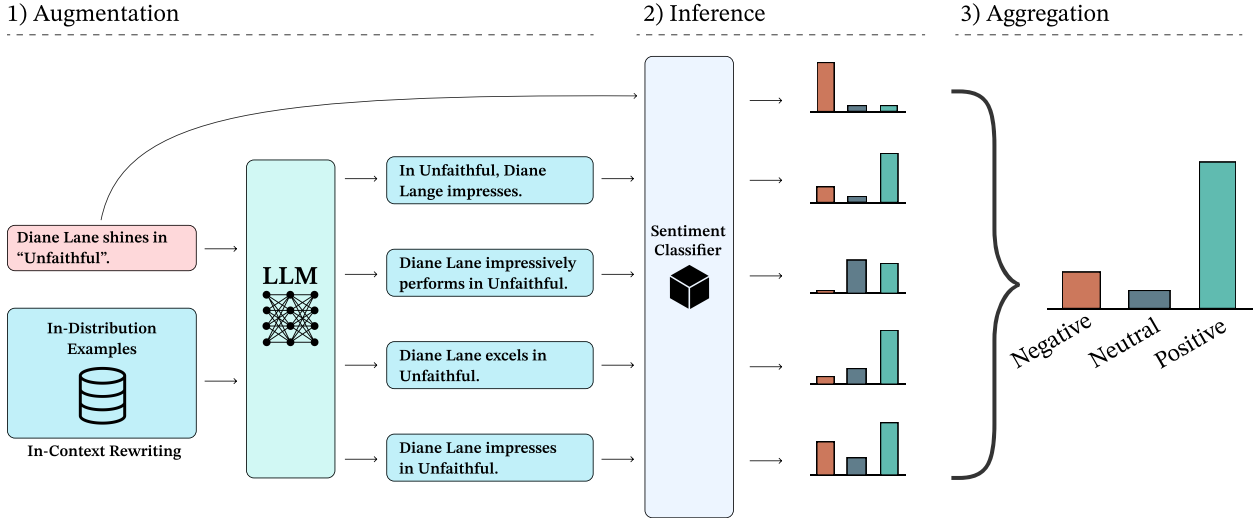 1) Augmentation
2) Inference
3) Aggregation
Diane Lane shines in
“Unfaithful”.
In-Distribution
Examples
In-Context Rewriting
LLM
In Unfaithful, Diane
Lange impresses.
Diane Lane impressively
performs in Unfaithful.
Diane Lane excels in
Unfaithful.
Diane Lane impresses
in Unfaithful.
Sentiment
Classifier
Negative
Neutral
Positive